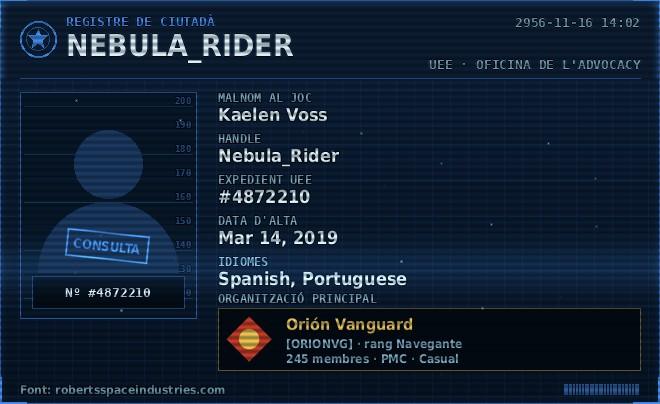 REGISTRE DE CIUTADÀ
2956-11-16 14:02
NEBULA_RIDER
UEE · OFICINA DE L'ADVOCACY
200
190
170
160
150
140
130
CONSULTA
Nº #4872210
MALNOM AL JOC
Kaelen Voss
HANDLE
Nebula_Rider
EXPEDIENT UEE
#4872210
DATA D'ALTA
Mar 14, 2019
IDIOMES
Spanish, Portuguese
ORGANITZACIÓ PRINCIPAL
Orión Vanguard
[ORIONVG] · rang Navegante
245 membres · PMC · Casual
Font: robertsspaceindustries.com